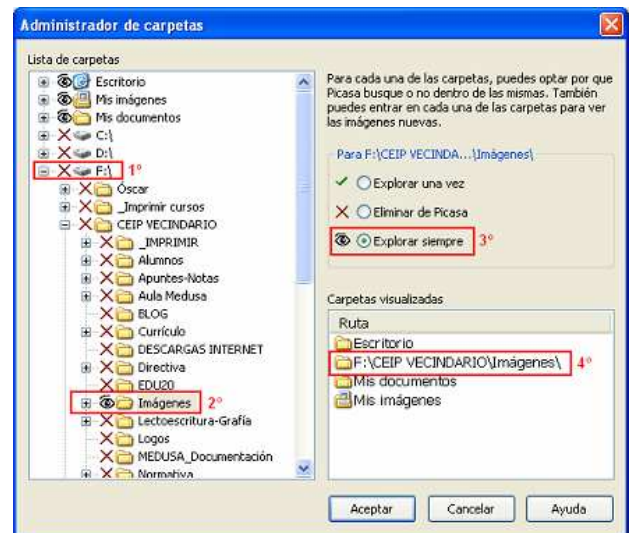 Administrador de carpetas
Lista de carpetas
Escritorio
Mis imágenes
Mis documentos
C:\
D:\
F:\ 1º
Óscar
_Imprimir cursos
CEIP VECINDARIO
_IMPRIMIR
Alumnos
Apuntes-Notas
Aula Medusa
BLOG
Currículo
DESCARGAS INTERNET
Directiva
EDU20
Imágenes 2º
Lectoescritura-Grafía
Logos
MEDUSA_Documentación
Normativa
Para cada una de las carpetas, puedes optar por que
Picasa busque o no dentro de las mismas. También
puedes entrar en cada una de las carpetas para ver
las imágenes nuevas.
Para F:\CEIP VECINDA...\Imágenes\
Explorar una vez
Eliminar de Picasa
Explorar siempre 3º
Carpetas visualizadas
Ruta
Escritorio
F:\CEIP VECINDARIO\Imágenes\ 4º
Mis documentos
Mis imágenes
Aceptar Cancelar Ayuda